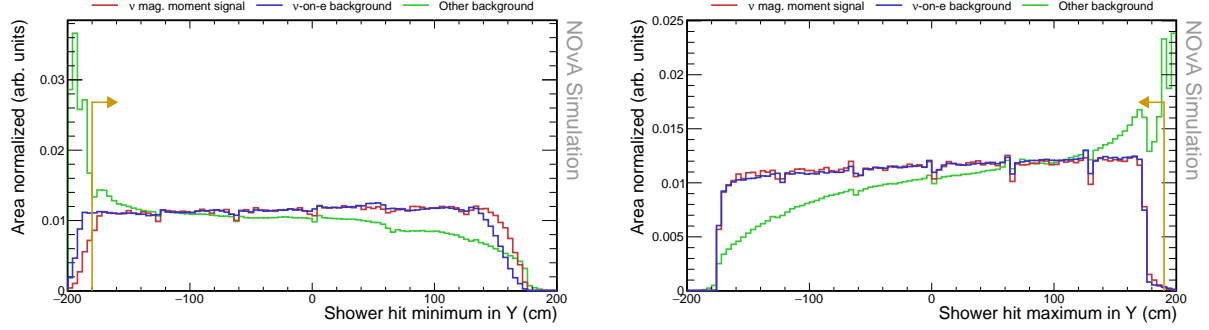 ν mag. moment signal ν-on-e background Other background
Area normalized (arb. units)
0.03
0.02
0.01
0
−200 −100 0 100 200
Shower hit minimum in Y (cm)
NOvA Simulation
ν mag. moment signal ν-on-e background Other background
Area normalized (arb. units)
0.025
0.02
0.015
0.01
0.005
0
−200 −100 0 100 200
Shower hit maximum in Y (cm)
NOvA Simulation